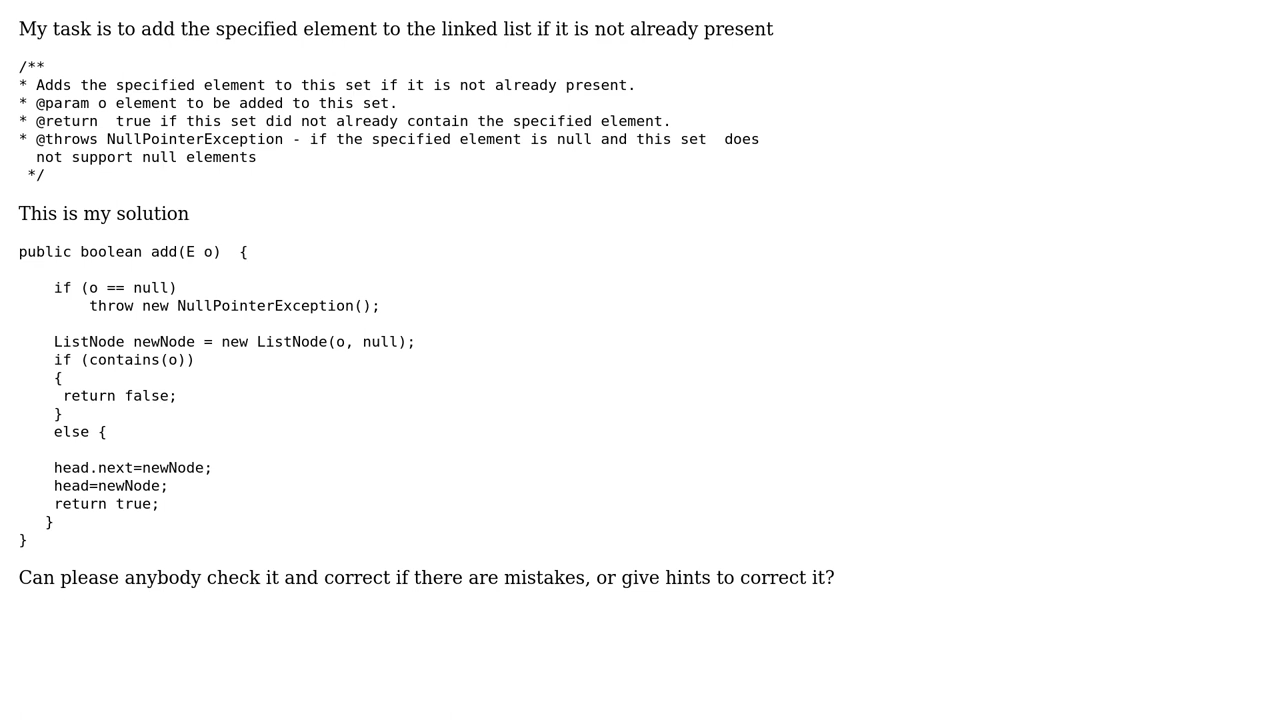 My task is to add the specified element to the linked list if it is not already present
/**
* Adds the specified element to this set if it is not already present.
* @param o element to be added to this set.
* @return  true if this set did not already contain the specified element.
* @throws NullPointerException - if the specified element is null and this set  does
  not support null elements
 */
This is my solution
public boolean add(E o)  {
    if (o == null)
        throw new NullPointerException();
    ListNode newNode = new ListNode(o, null);
    if (contains(o))
    {
     return false;
    }
    else {
    head.next=newNode;
    head=newNode;
    return true;
   }
}
Can please anybody check it and correct if there are mistakes, or give hints to correct it?